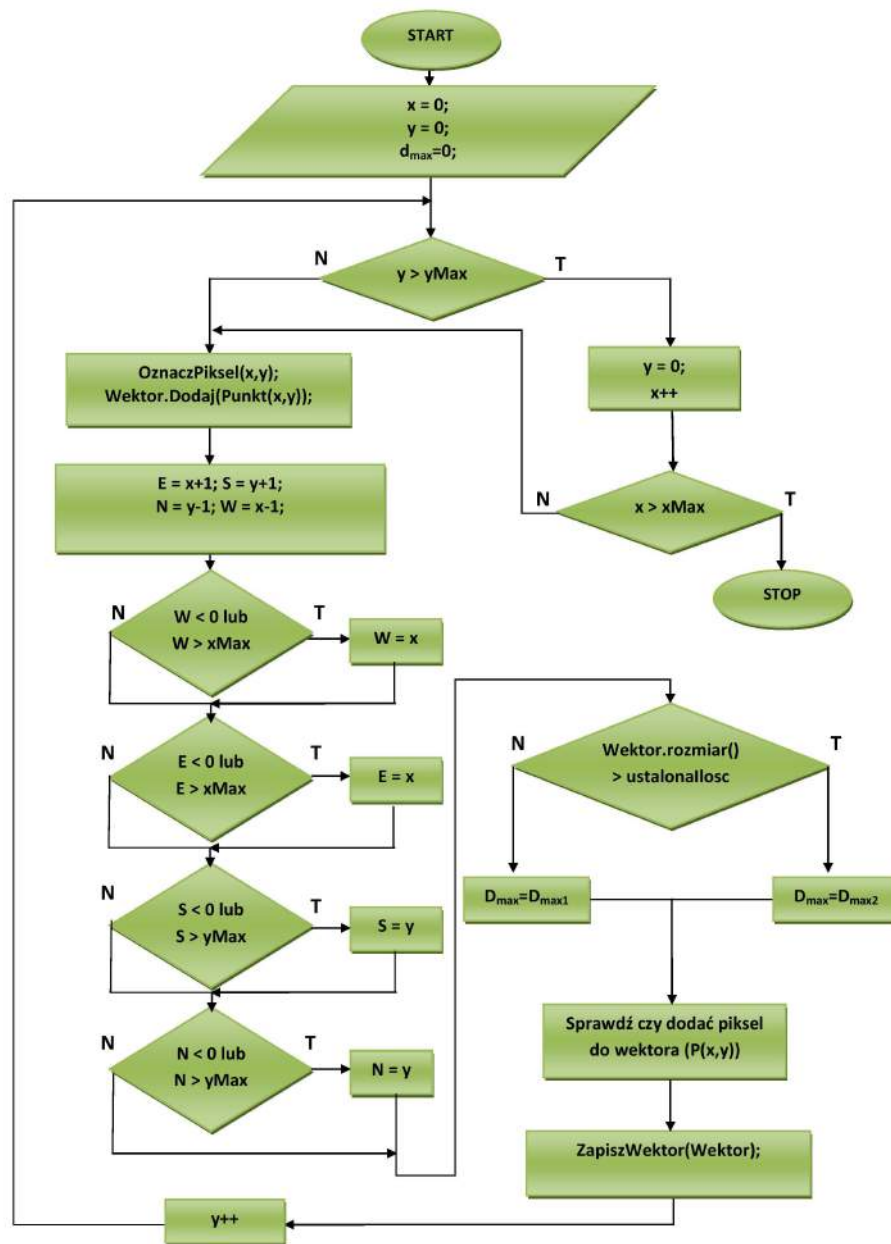 START
x = 0;
y = 0;
dmax=0;
N
y > yMax
T
OznaczPiksel(x,y);
Wektor.Dodaj(Punkt(x,y));
y = 0;
x++
E = x+1; S = y+1;
N = y-1; W = x-1;
N
x > xMax
T
STOP
N
W < 0 lub
W > xMax
T
W = x
N
E < 0 lub
E > xMax
T
E = x
N
Wektor.rozmiar()
> ustalonaIlosc
T
Dmax=Dmax1
Dmax=Dmax2
N
S < 0 lub
S > yMax
T
S = y
N
N < 0 lub
N > yMax
T
N = y
Sprawdź czy dodać piksel
do wektora (P(x,y))
ZapiszWektor(Wektor);
y++